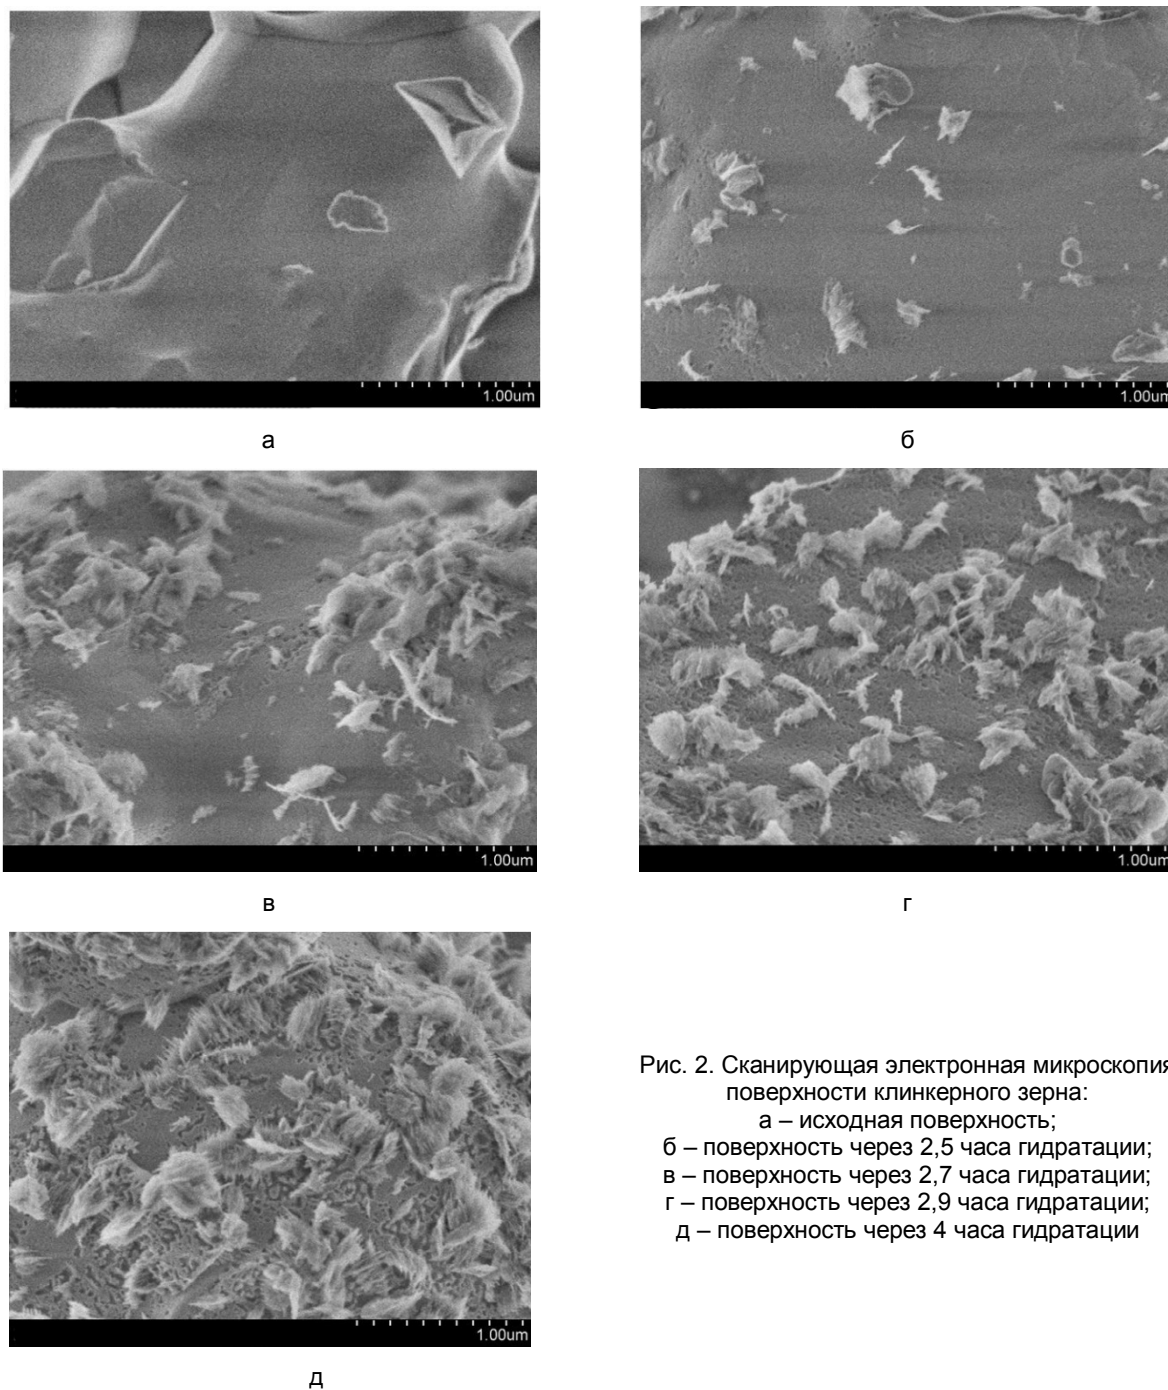 1.00um
1.00um
а
б
1.00um
1.00um
в
г
1.00um
Рис. 2. Сканирующая электронная микроскопия
поверхности клинкерного зерна:
а – исходная поверхность;
б – поверхность через 2,5 часа гидратации;
в – поверхность через 2,7 часа гидратации;
г – поверхность через 2,9 часа гидратации;
д – поверхность через 4 часа гидратации
д